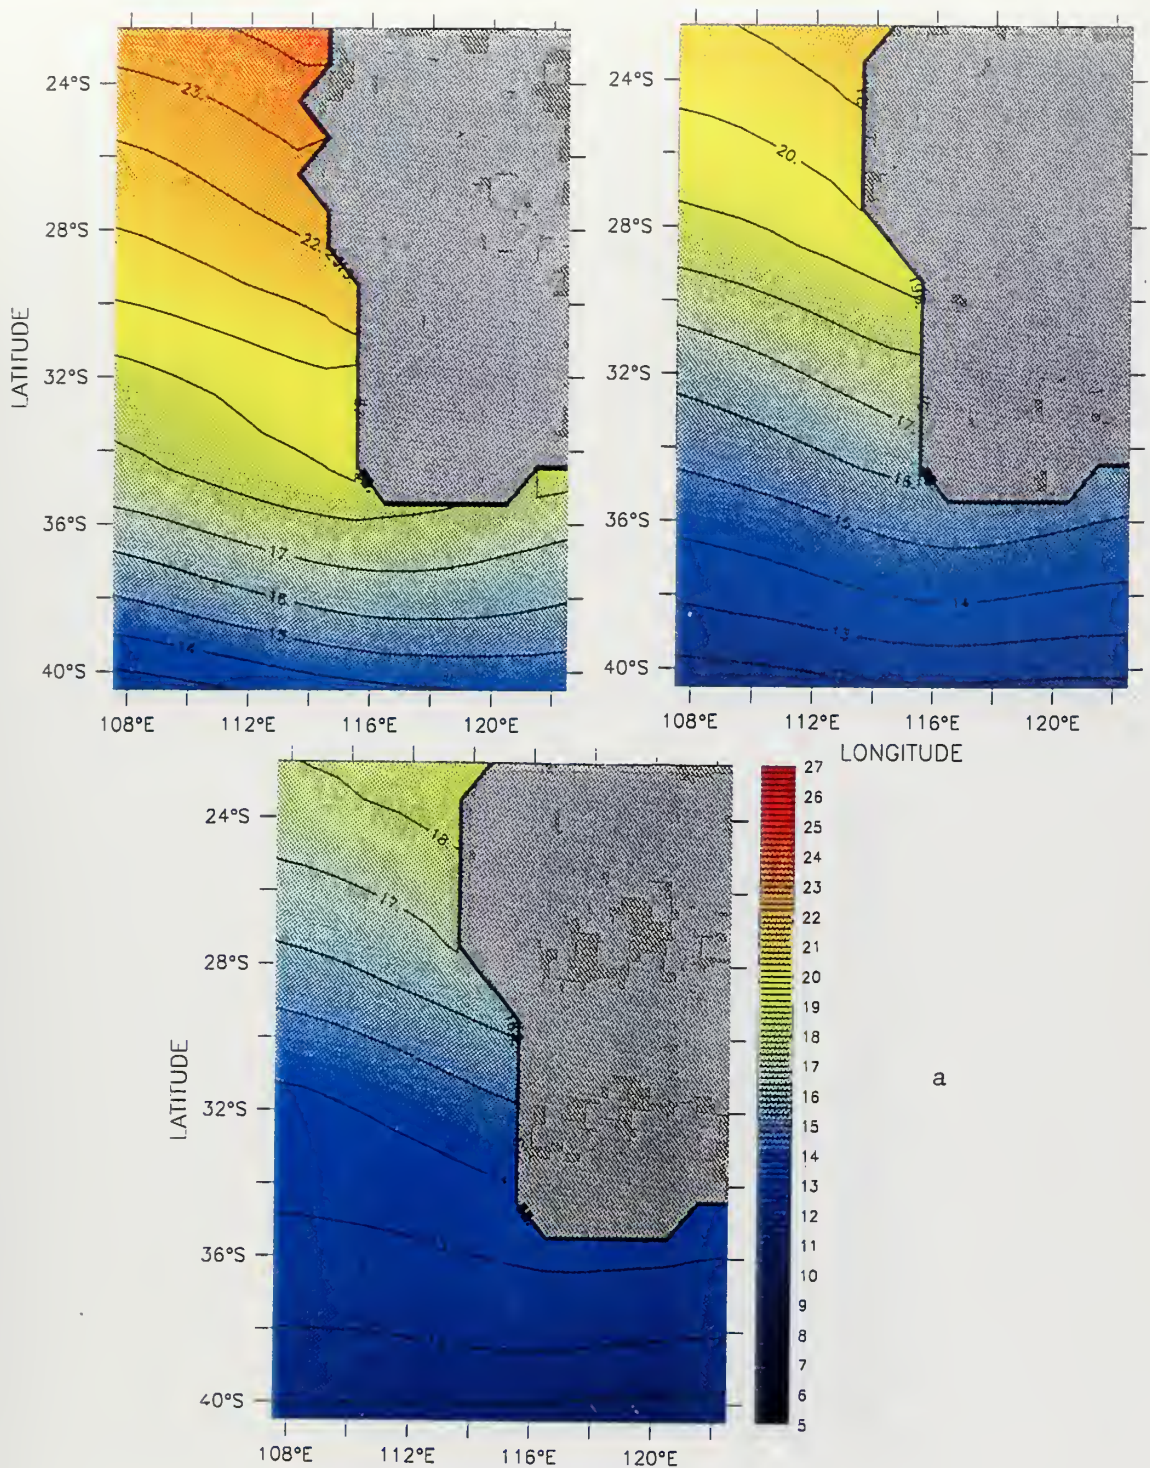 24°S
28°S
32°S
36°S
40°S
LATITUDE
108°E
112°E
116°E
120°E
23.
22.
17.
16.
15
14
24°S
28°S
32°S
36°S
40°S
108°E
112°E
116°E
120°E
LONGITUDE
20.
17.
16.
15
14
13
24°S
28°S
32°S
36°S
40°S
LATITUDE
108°E
112°E
116°E
120°E
18.
17.
27
26
25
24
23
22
21
20
19
18
17
16
15
14
13
12
11
10
9
8
7
6
5
a